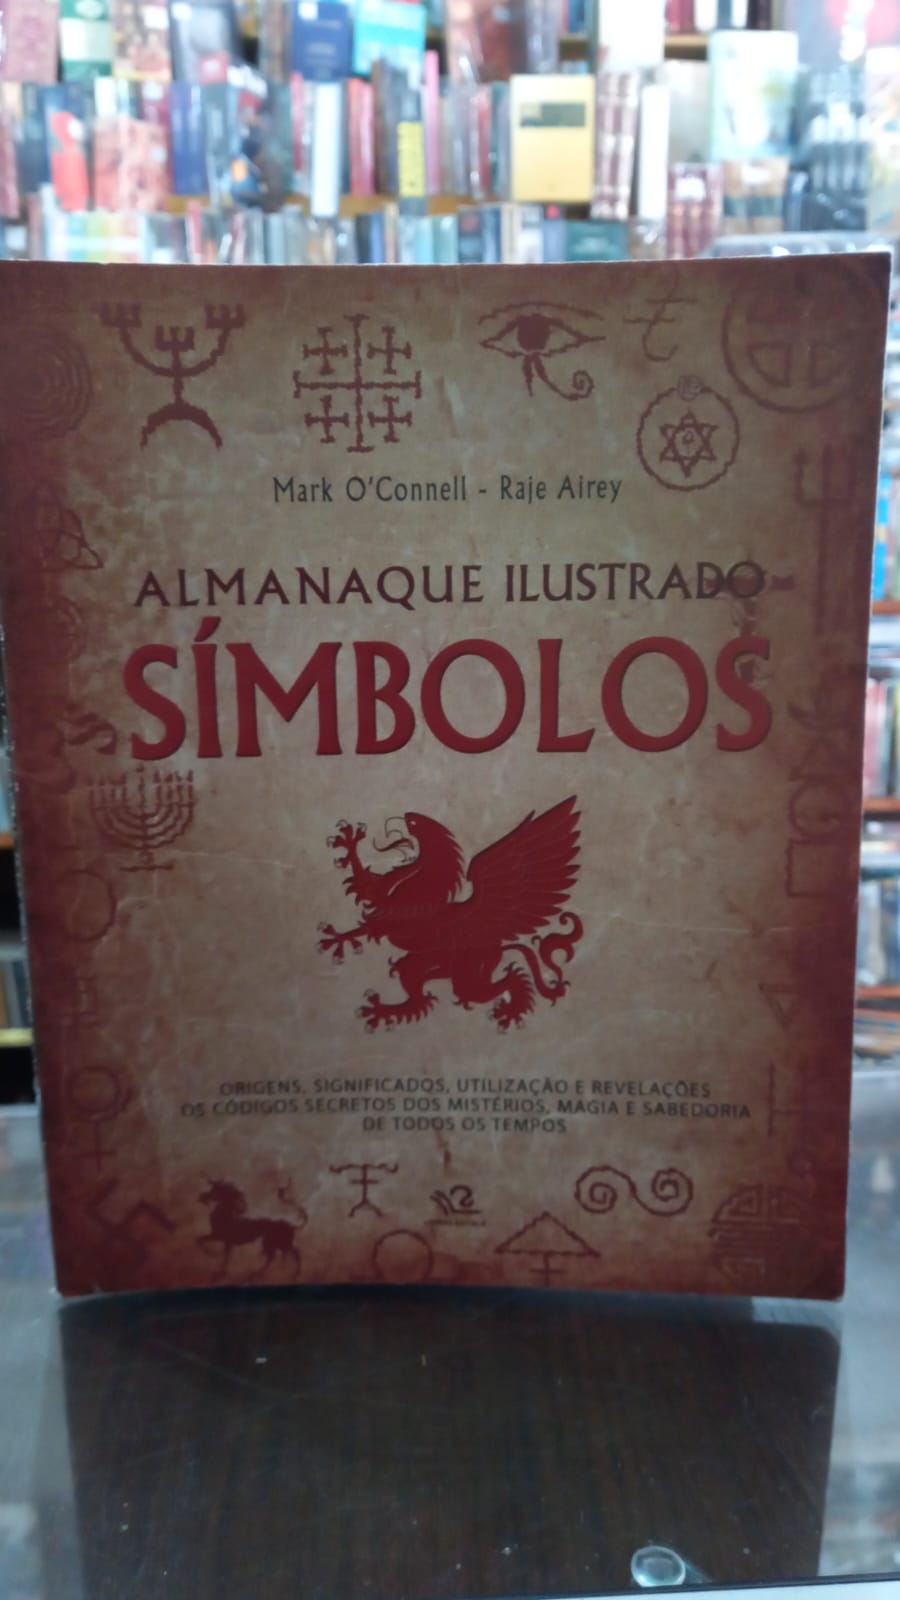 Mark O'Connell - Raje Airey
ALMANAQUE ILUSTRADO
SÍMBOLOS
ORIGENS, SIGNIFICADOS, UTILIZAÇÃO E REVELAÇÕES
OS CÓDIGOS SECRETOS DOS MISTÉRIOS, MAGIA E SABEDORIA
DE TODOS OS TEMPOS